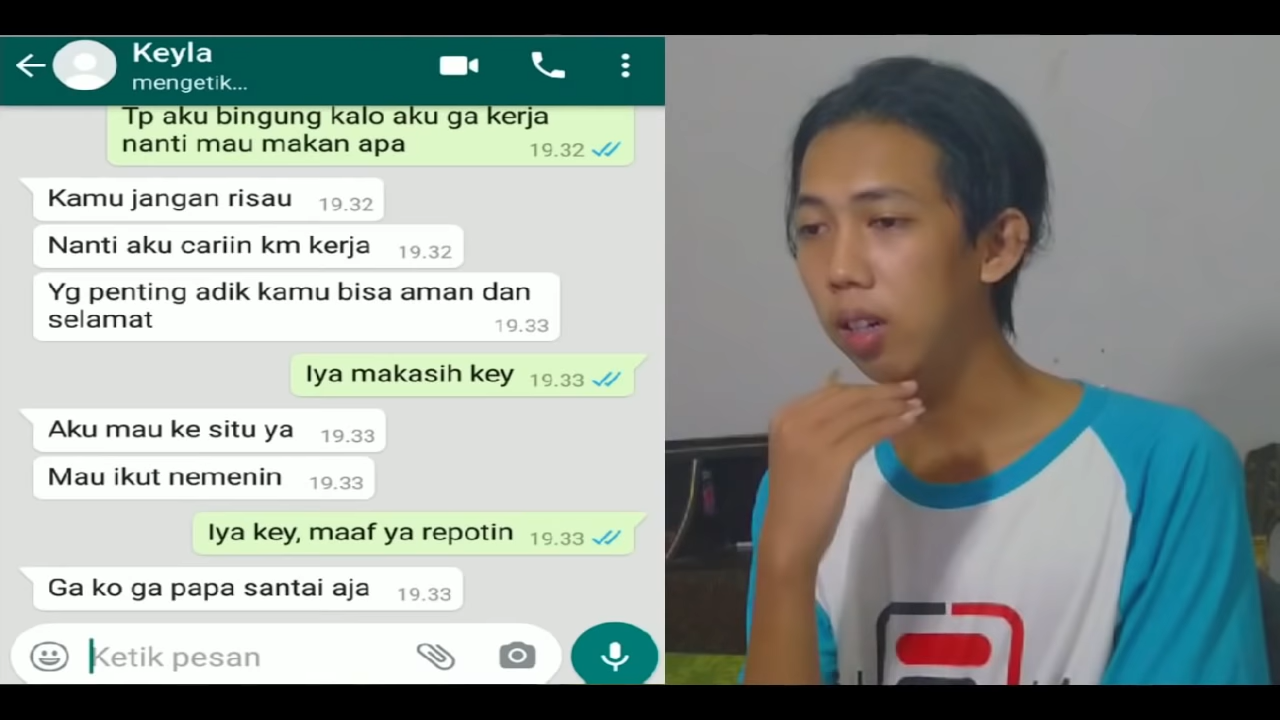 Keyla
mengetik...
Tp aku bingung kalo aku ga kerja
nanti mau makan apa
19.32
Kamu jangan risau 19.32
Nanti aku cariin km kerja 19.32
Yg penting adik kamu bisa aman dan
selamat 19.33
Iya makasih key 19.33
Aku mau ke situ ya 19.33
Mau ikut nemenin 19.33
Iya key, maaf ya repotin 19.33
Ga ko ga papa santai aja 19.33
Ketik pesan